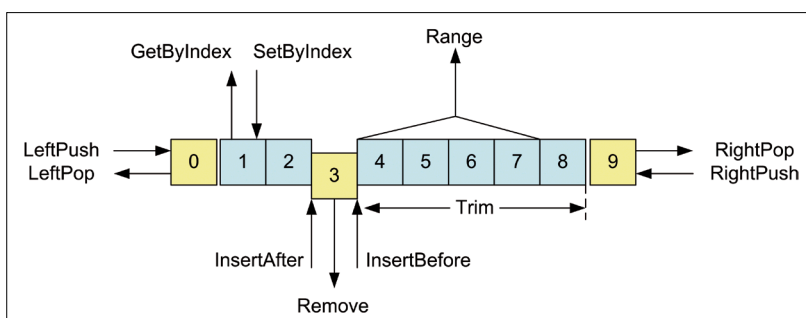 Range
GetByIndex SetByIndex
LeftPush
LeftPop
0 1 2 3 4 5 6 7 8 9
RightPop
RightPush
Trim
InsertAfter InsertBefore
Remove